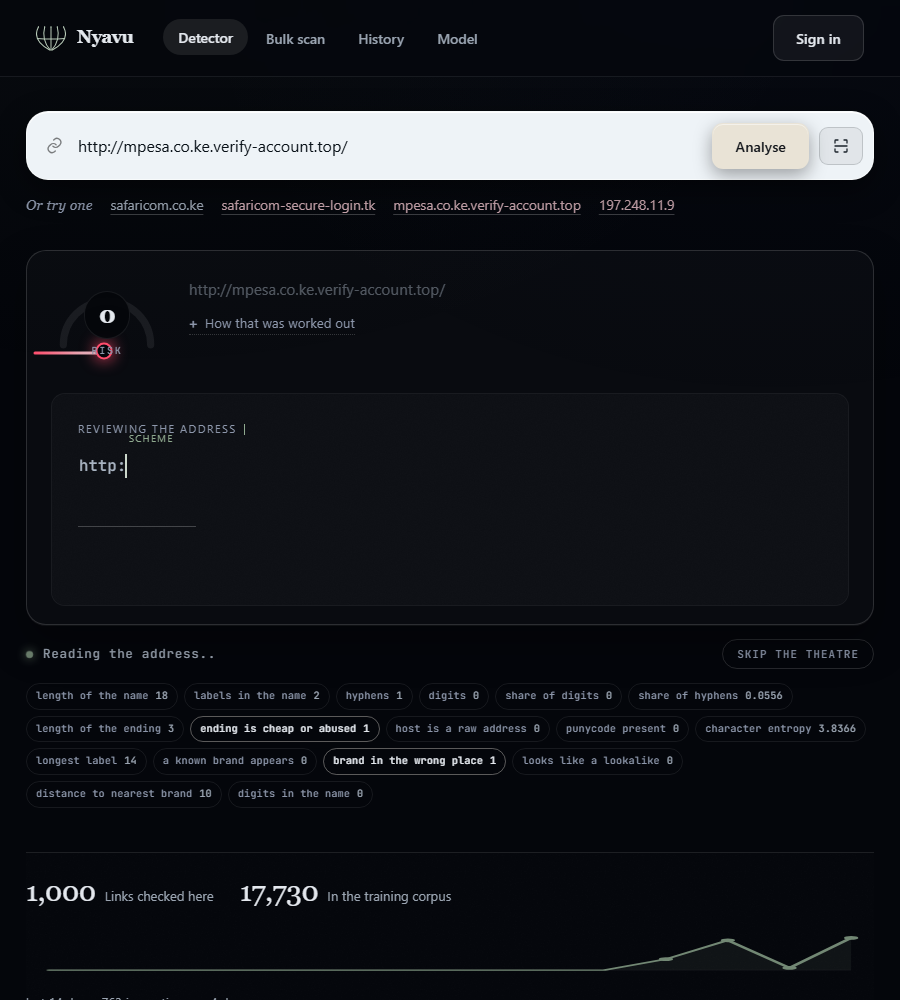 Nyavu Detector Bulk scan History Model Sign in
http://mpesa.co.ke.verify-account.top/ Analyse
Or try one safaricom.co.ke safaricom-secure-login.tk mpesa.co.ke.verify-account.top 197.248.11.9
http://mpesa.co.ke.verify-account.top/
0
+ How that was worked out
RISK
REVIEWING THE ADDRESS
SCHEME
http:
Reading the address.. SKIP THE THEATRE
length of the name 18 labels in the name 2 hyphens 1 digits 0 share of digits 0 share of hyphens 0.0556
length of the ending 3 ending is cheap or abused 1 host is a raw address 0 punycode present 0 character entropy 3.8366
longest label 14 a known brand appears 0 brand in the wrong place 1 looks like a lookalike 0
distance to nearest brand 10 digits in the name 0
1,000 Links checked here 17,730 In the training corpus